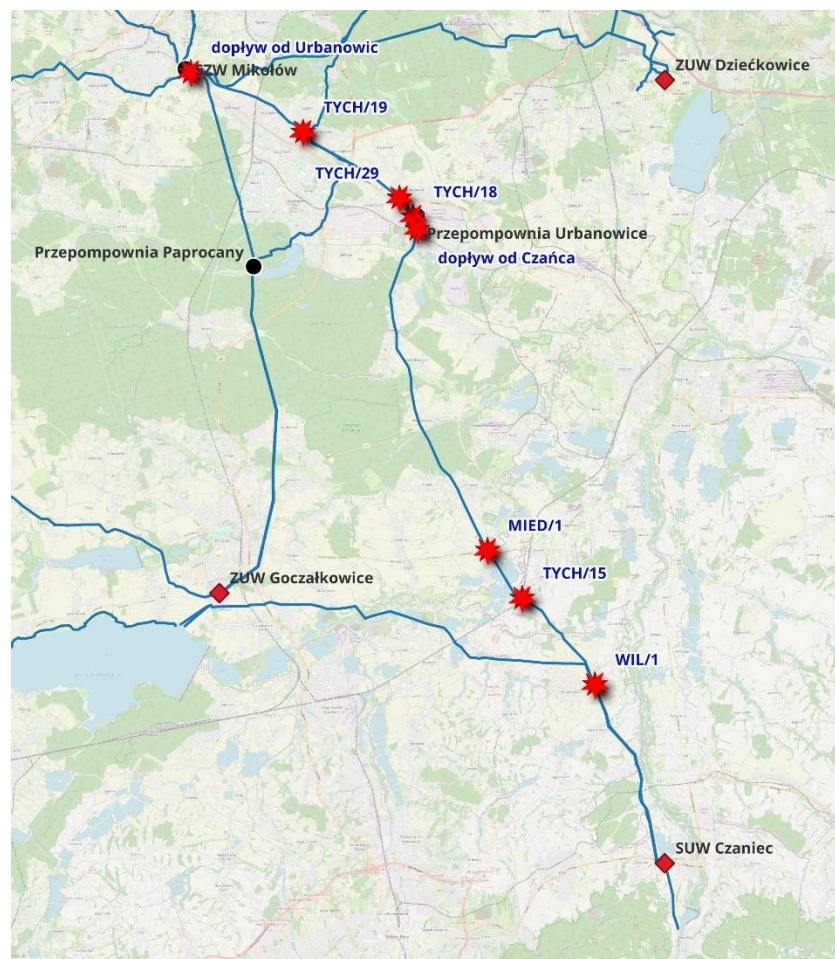 dopływ od Urbanowic
SZW Mikołów
ZUW Dziećkowice
TYCH/19
TYCH/29
TYCH/18
Przepompownia Urbanowice
Przepompownia Paprocany
dopływ od Czańca
MIED/1
ZUW Goczałkowice
TYCH/15
WIL/1
SUW Czaniec